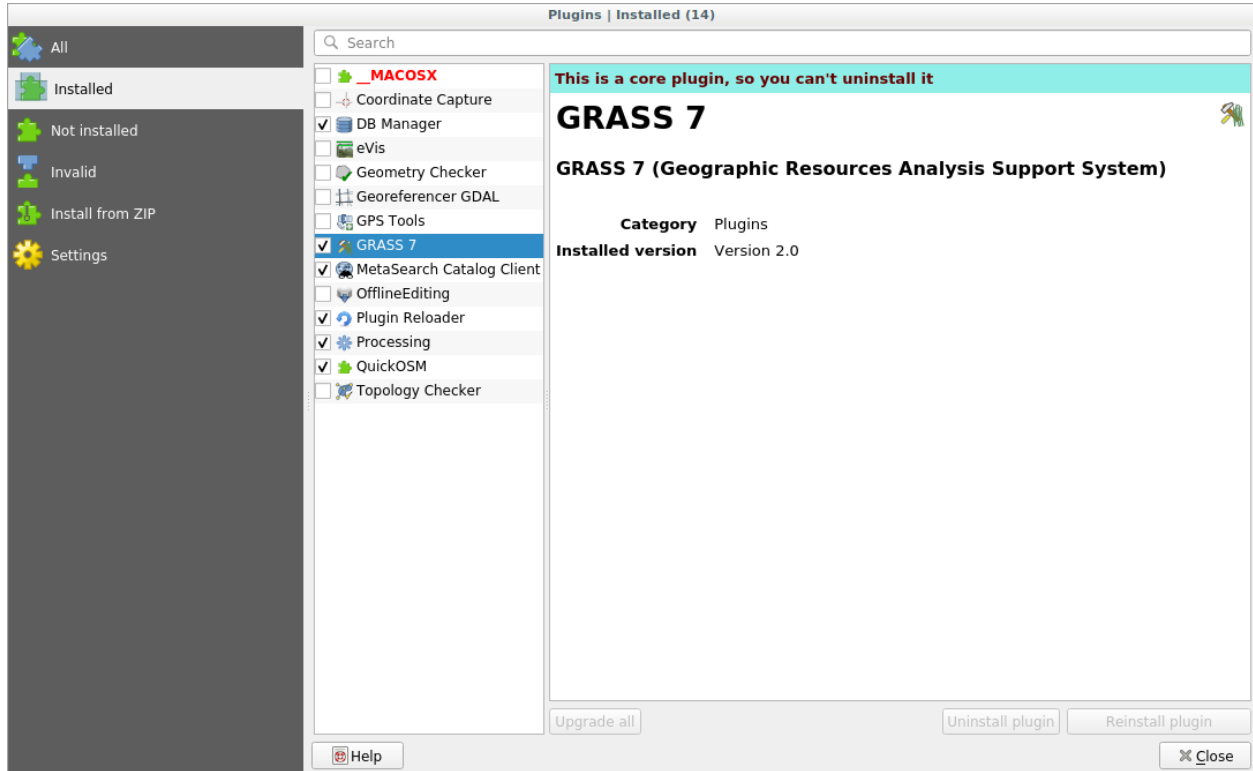 Plugins | Installed (14)
All
Installed
Not installed
Invalid
Install from ZIP
Settings
Search
__MACOSX
Coordinate Capture
DB Manager
eVis
Geometry Checker
Georeferencer GDAL
GPS Tools
GRASS 7
MetaSearch Catalog Client
OfflineEditing
Plugin Reloader
Processing
QuickOSM
Topology Checker
This is a core plugin, so you can't uninstall it
GRASS 7
GRASS 7 (Geographic Resources Analysis Support System)
Category Plugins
Installed version Version 2.0
Upgrade all Uninstall plugin Reinstall plugin
Help Close